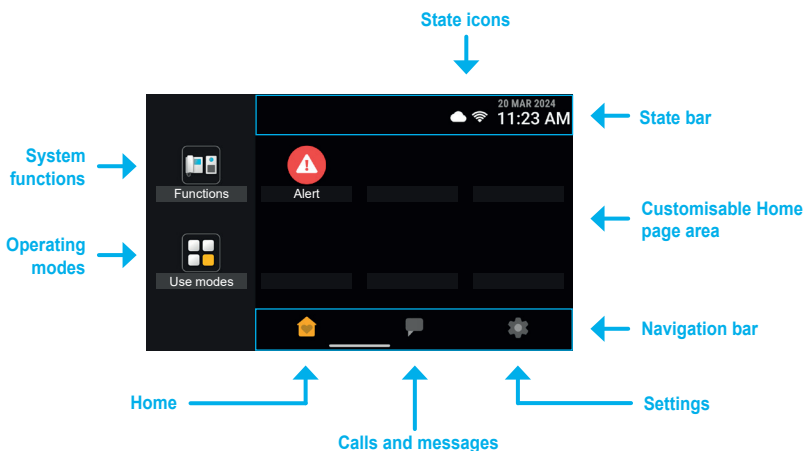 State icons
20 MAR 2024
11:23 AM
State bar
System
functions
Functions
Alert
Customisable Home
page area
Operating
modes
Use modes
Navigation bar
Home
Settings
Calls and messages